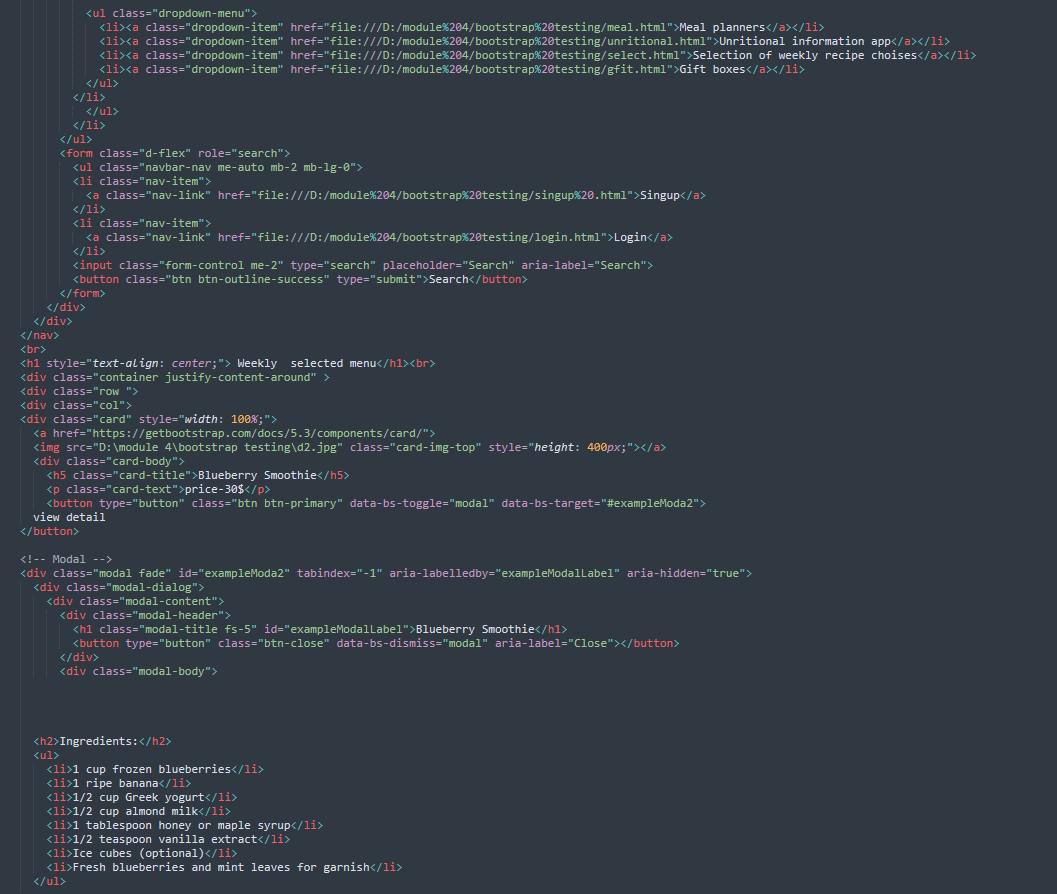 <ul class="dropdown-menu">
<li><a class="dropdown-item" href="file:///D:/module%204/bootstrap%20testing/meal.html">Meal planners</a></li>
<li><a class="dropdown-item" href="file:///D:/module%204/bootstrap%20testing/unritional.html">Unritional information app</a></li>
<li><a class="dropdown-item" href="file:///D:/module%204/bootstrap%20testing/select.html">Selection of weekly recipe choises</a></li>
<li><a class="dropdown-item" href="file:///D:/module%204/bootstrap%20testing/gfit.html">Gift boxes</a></li>
</ul>
</li>
</ul>
</li>
</ul>
<form class="d-flex" role="search">
<ul class="navbar-nav me-auto mb-2 mb-lg-0">
<li class="nav-item">
<a class="nav-link" href="file:///D:/module%204/bootstrap%20testing/singup%20.html">Singup</a>
</li>
<li class="nav-item">
<a class="nav-link" href="file:///D:/module%204/bootstrap%20testing/login.html">Login</a>
</li>
<input class="form-control me-2" type="search" placeholder="Search" aria-label="Search">
<button class="btn btn-outline-success" type="submit">Search</button>
</form>
</div>
</div>
</nav>
<br>
<h1 style="text-align: center;"> Weekly  selected menu</h1><br>
<div class="container justify-content-around" >
<div class="row ">
<div class="col">
<div class="card" style="width: 100%;">
<a href="https://getbootstrap.com/docs/5.3/components/card/">
<img src="D:\module 4\bootstrap testing\d2.jpg" class="card-img-top" style="height: 400px;"></a>
<div class="card-body">
<h5 class="card-title">Blueberry Smoothie</h5>
<p class="card-text">price-30$</p>
<button type="button" class="btn btn-primary" data-bs-toggle="modal" data-bs-target="#exampleModa2">
view detail
</button>
<!-- Modal -->
<div class="modal fade" id="exampleModa2" tabindex="-1" aria-labelledby="exampleModalLabel" aria-hidden="true">
<div class="modal-dialog">
<div class="modal-content">
<div class="modal-header">
<h1 class="modal-title fs-5" id="exampleModalLabel">Blueberry Smoothie</h1>
<button type="button" class="btn-close" data-bs-dismiss="modal" aria-label="Close"></button>
</div>
<div class="modal-body">
<h2>Ingredients:</h2>
<ul>
<li>1 cup frozen blueberries</li>
<li>1 ripe banana</li>
<li>1/2 cup Greek yogurt</li>
<li>1/2 cup almond milk</li>
<li>1 tablespoon honey or maple syrup</li>
<li>1/2 teaspoon vanilla extract</li>
<li>Ice cubes (optional)</li>
<li>Fresh blueberries and mint leaves for garnish</li>
</ul>